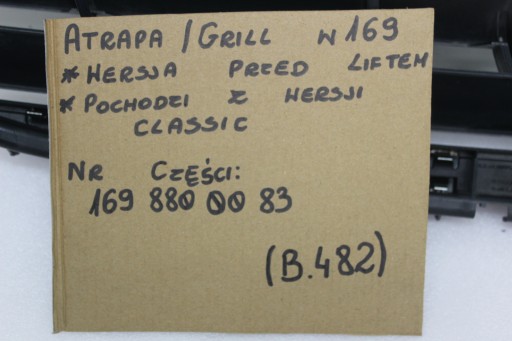 ATRAPA / GRILL W169
* WERSJA PRZED LIFTEM
* POCHODZI Z WERSJI
CLASSIC
NR CZĘŚCI:
169 880 00 83
(B.482)